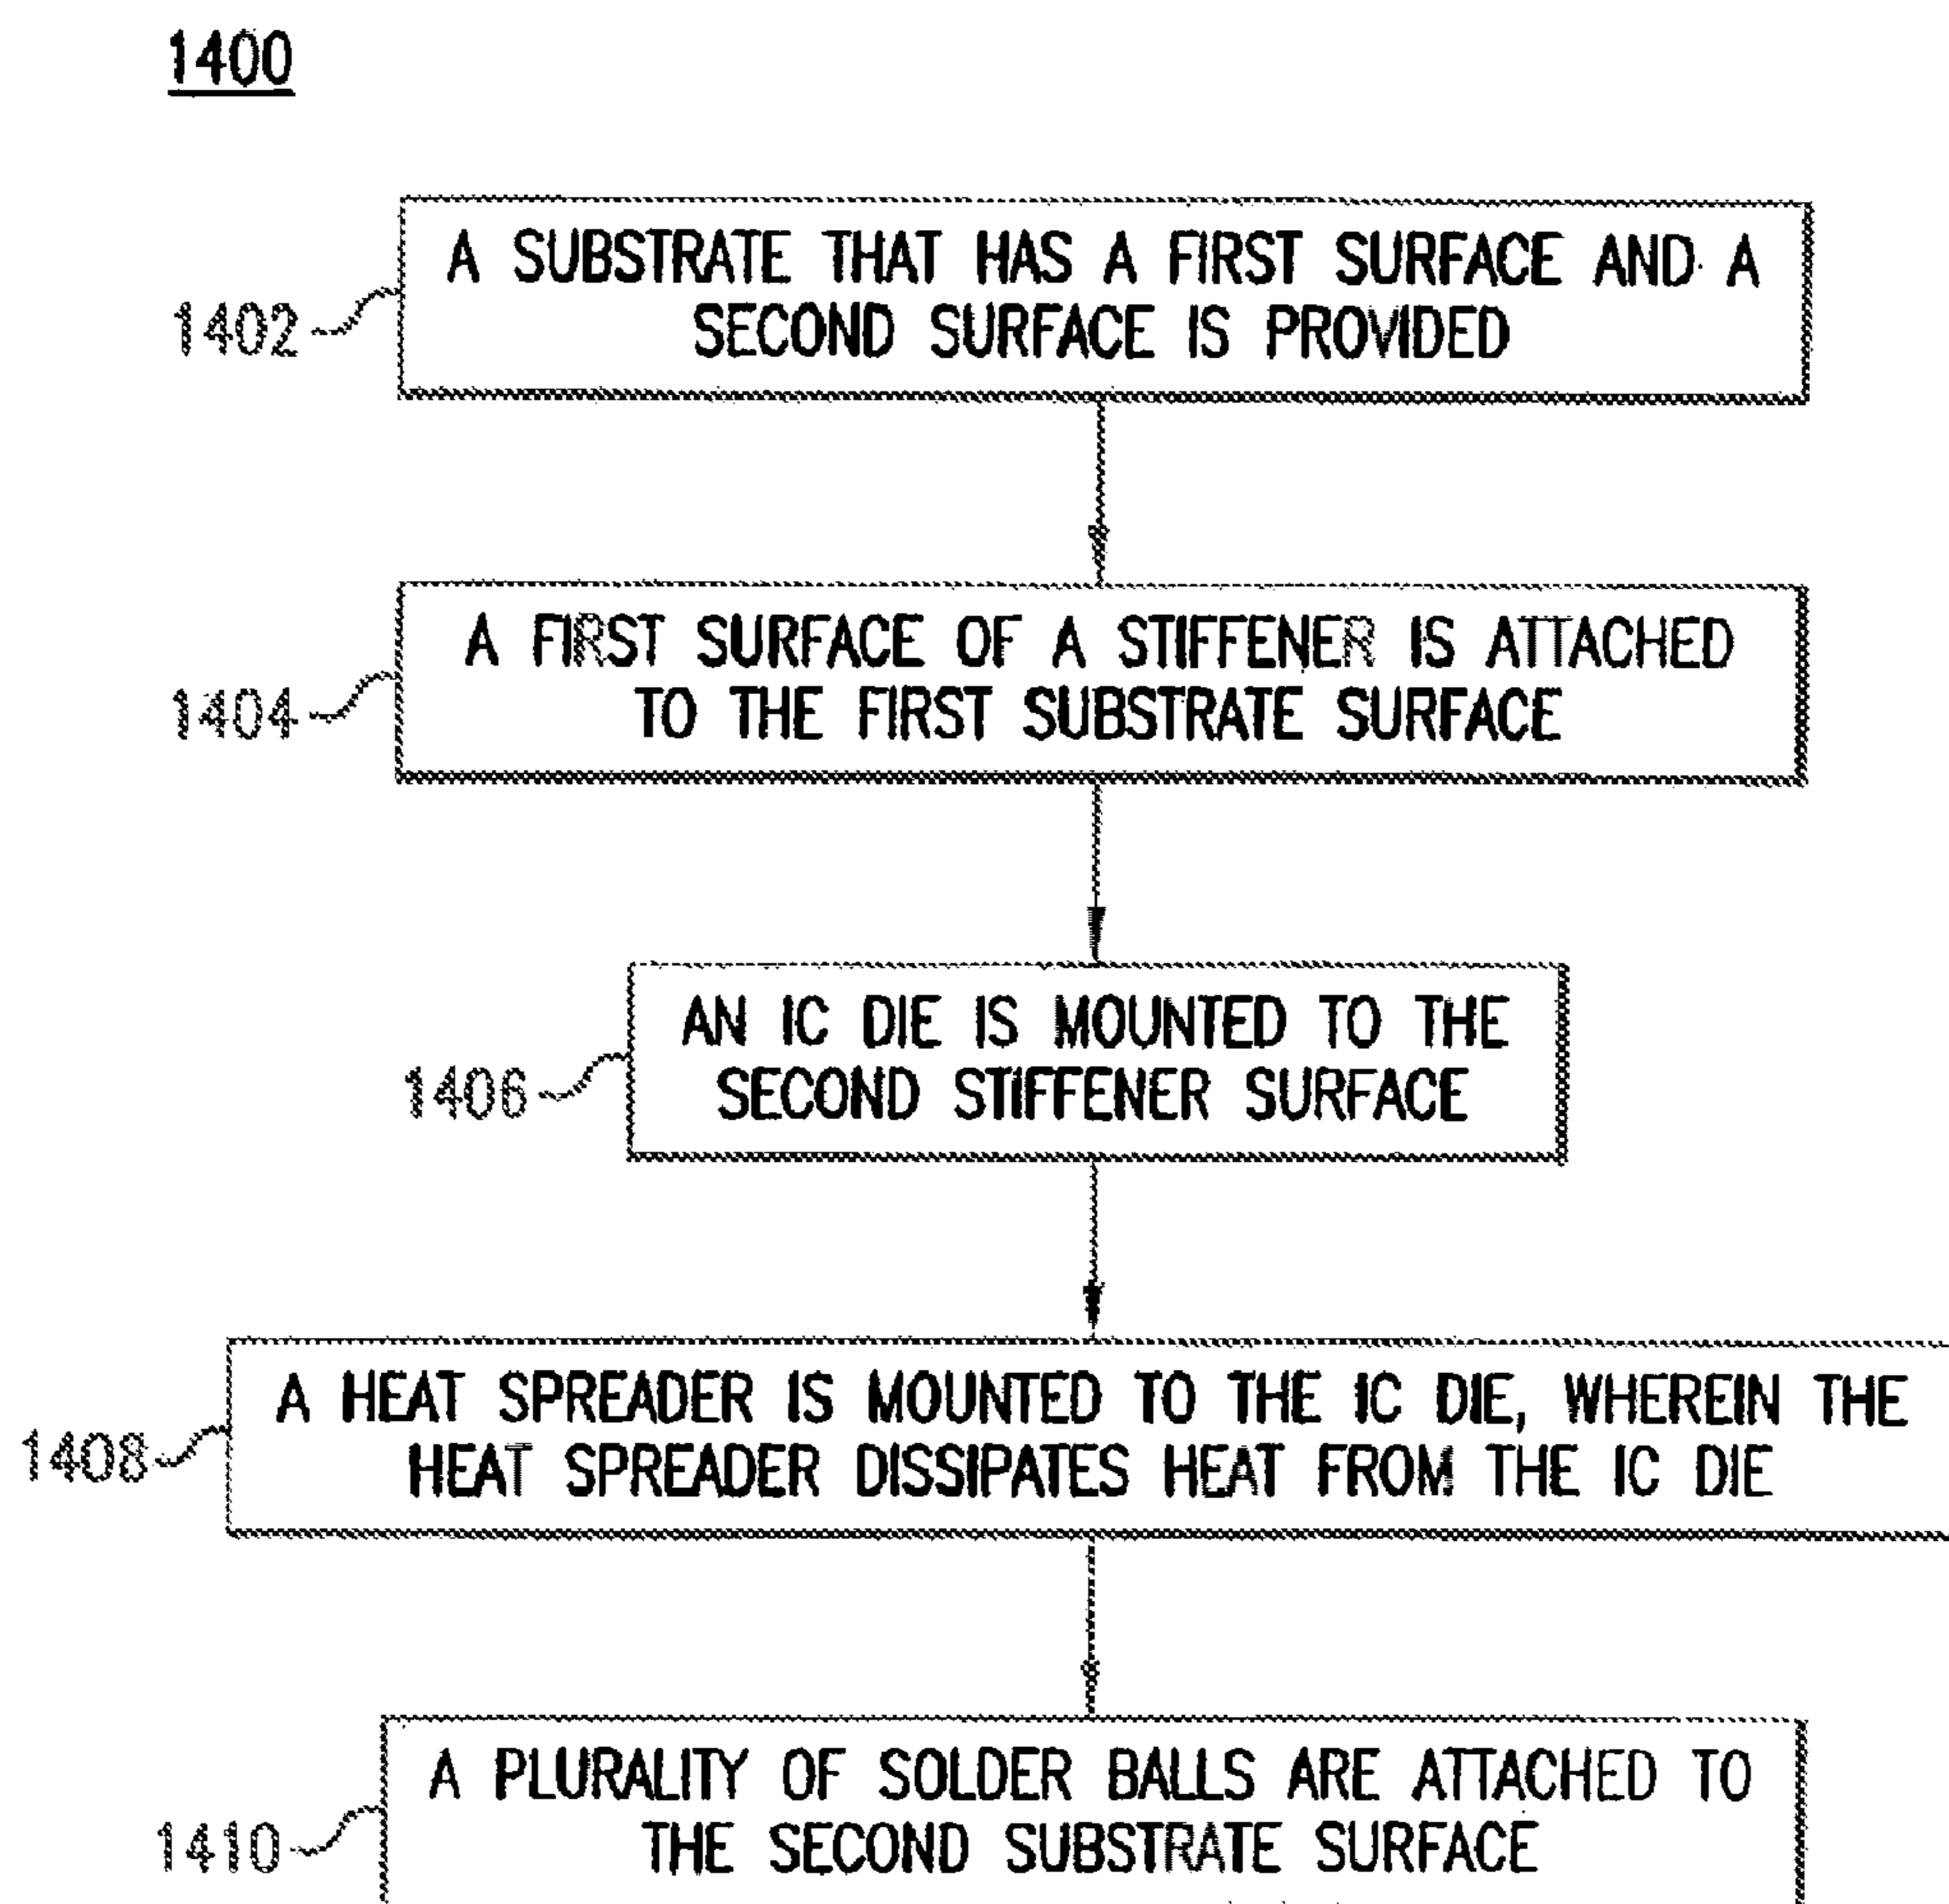 1400
A SUBSTRATE THAT HAS A FIRST SURFACE AND A
SECOND SURFACE IS PROVIDED
1402
A FIRST SURFACE OF A STIFFENER IS ATTACHED
TO THE FIRST SUBSTRATE SURFACE
1404
AN IC DIE IS MOUNTED TO THE
SECOND STIFFENER SURFACE
1406
A HEAT SPREADER IS MOUNTED TO THE IC DIE, WHEREIN THE
HEAT SPREADER DISSIPATES HEAT FROM THE IC DIE
1408
A PLURALITY OF SOLDER BALLS ARE ATTACHED TO
THE SECOND SUBSTRATE SURFACE
1410